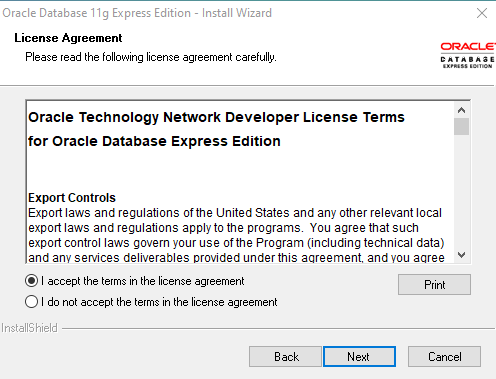 Oracle Database 11g Express Edition - Install Wizard
License Agreement
Please read the following license agreement carefully.
ORACLE
DATABASE
EXPRESS EDITION
Oracle Technology Network Developer License Terms
for Oracle Database Express Edition
Export Controls
Export laws and regulations of the United States and any other relevant local
export laws and regulations apply to the programs.  You agree that such
export control laws govern your use of the Program (including technical data)
and any services deliverables provided under this agreement, and you agree
I accept the terms in the license agreement
Print
I do not accept the terms in the license agreement
InstallShield
Back
Next
Cancel